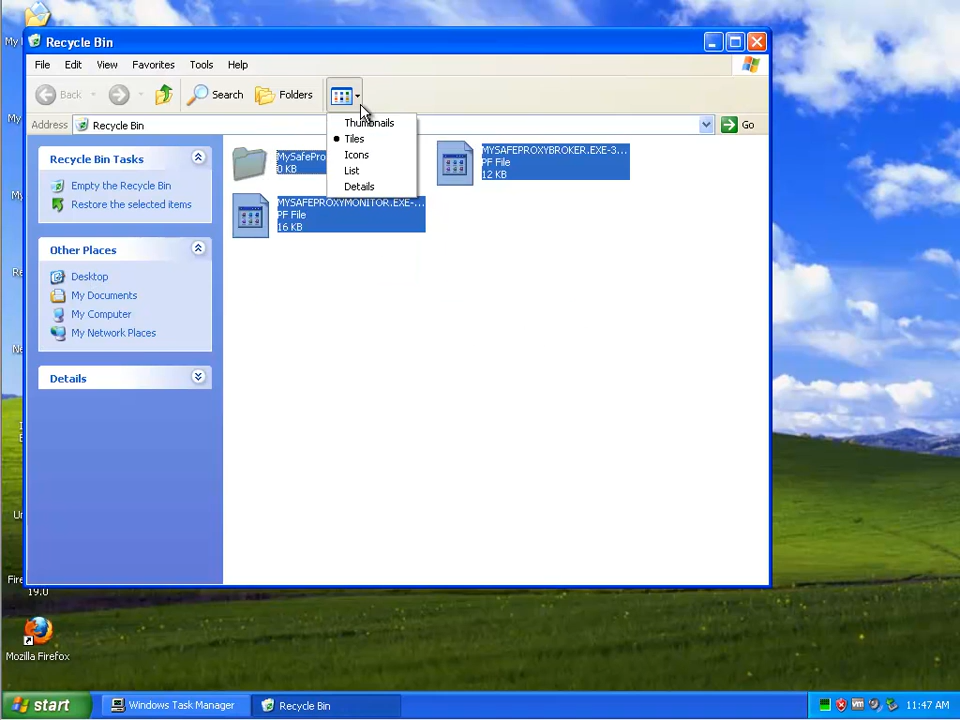 My
Recycle Bin
File Edit View Favorites Tools Help
Back Search Folders
Address Recycle Bin Go
Thumbnails
Tiles
Icons
List
Details
Recycle Bin Tasks
Empty the Recycle Bin
Restore the selected items
Other Places
Desktop
My Documents
My Computer
My Network Places
Details
MySafePro
0 KB
MYSAFEPROXYBROKER.EXE-3...
PF File
12 KB
MYSAFEPROXYMONITOR.EXE-...
PF File
16 KB
My
My
Re
Ne
Un
Fire
19.0
Mozilla Firefox
start Windows Task Manager Recycle Bin 11:47 AM